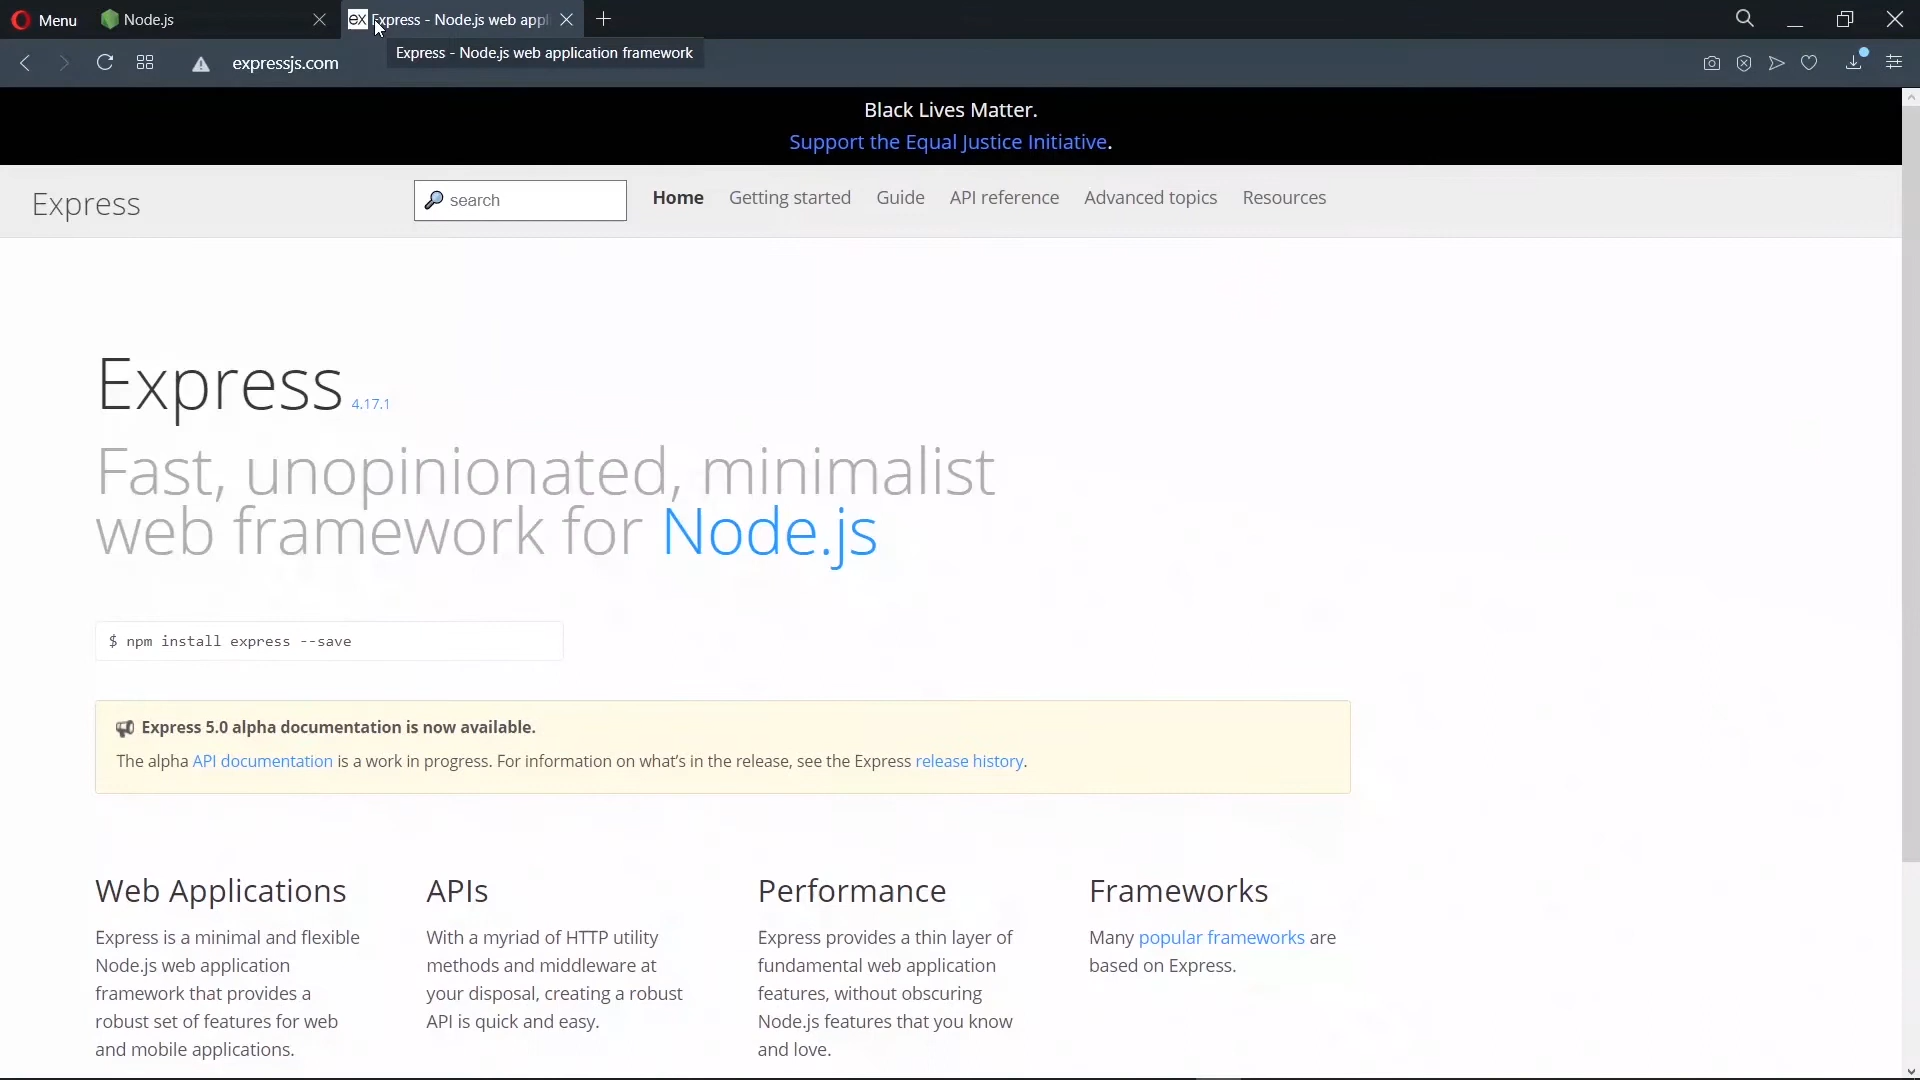 Menu
Node.js
ex
Express - Node.js web appl
Express - Node.js web application framework
expressjs.com
Black Lives Matter.
Support the Equal Justice Initiative.
Express
search
Home
Getting started
Guide
API reference
Advanced topics
Resources
Express 4.17.1
Fast, unopinionated, minimalist
web framework for Node.js
$ npm install express --save
Express 5.0 alpha documentation is now available.
The alpha API documentation is a work in progress. For information on what's in the release, see the Express release history.
Web Applications
Express is a minimal and flexible
Node.js web application
framework that provides a
robust set of features for web
and mobile applications.
APIs
With a myriad of HTTP utility
methods and middleware at
your disposal, creating a robust
API is quick and easy.
Performance
Express provides a thin layer of
fundamental web application
features, without obscuring
Node.js features that you know
and love.
Frameworks
Many popular frameworks are
based on Express.